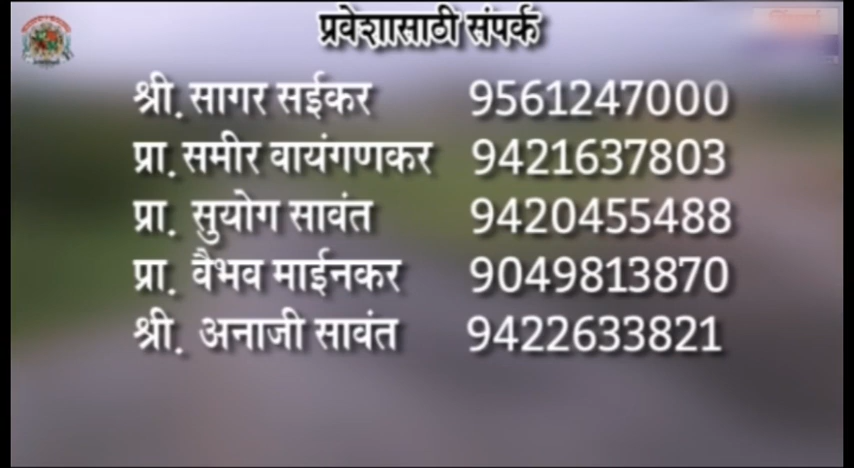 प्रवेशासाठी संपर्क
श्री. सागर सईकर 9561247000
प्रा. समीर वायंगणकर 9421637803
प्रा. सुयोग सावंत 9420455488
प्रा. वैभव माईनकर 9049813870
श्री. अनाजी सावंत 9422633821